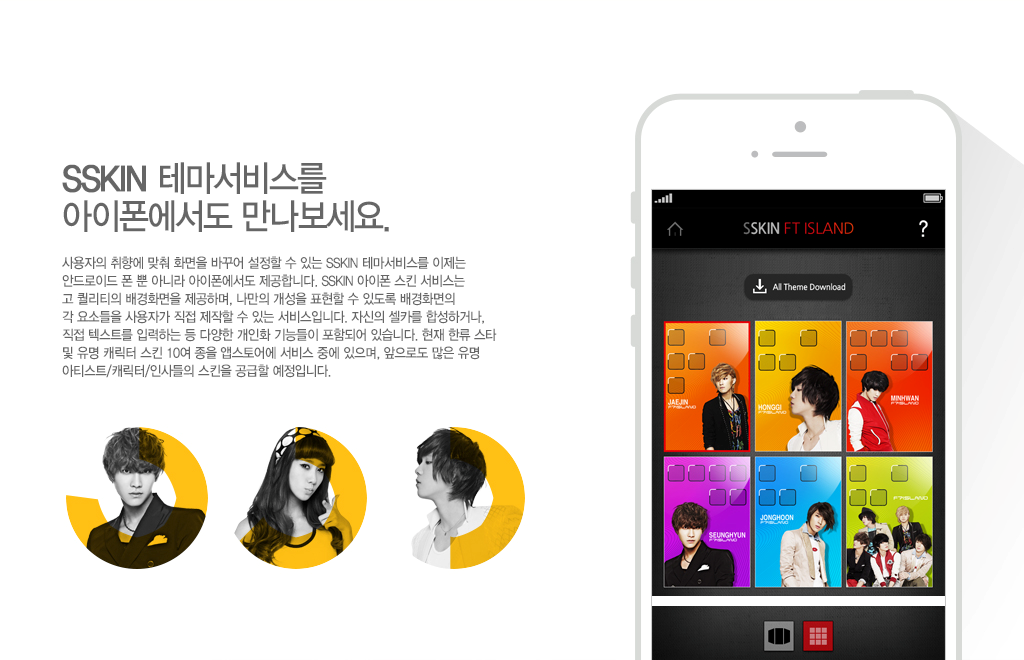 SSKIN 테마서비스를
아이폰에서도 만나보세요.
사용자의 취향에 맞춰 화면을 바꾸어 설정할 수 있는 SSKIN 테마서비스를 이제는
안드로이드 폰 뿐 아니라 아이폰에서도 제공합니다. SSKIN 아이폰 스킨 서비스는
고 퀄리티의 배경화면을 제공하며, 나만의 개성을 표현할 수 있도록 배경화면의
각 요소들을 사용자가 직접 제작할 수 있는 서비스입니다. 자신의 셀카를 합성하거나,
직접 텍스트를 입력하는 등 다양한 개인화 기능들이 포함되어 있습니다. 현재 한류 스타
및 유명 캐릭터 스킨 10여 종을 앱스토어에 서비스 중에 있으며, 앞으로도 많은 유명
아티스트/캐릭터/인사들의 스킨을 공급할 예정입니다.
SSKIN FT ISLAND
?
All Theme Download
JAEJIN
FTISLAND
HONGGI
FTISLAND
MINHWAN
FTISLAND
SEUNGHYUN
FTISLAND
JONGHOON
FTISLAND
FTISLAND